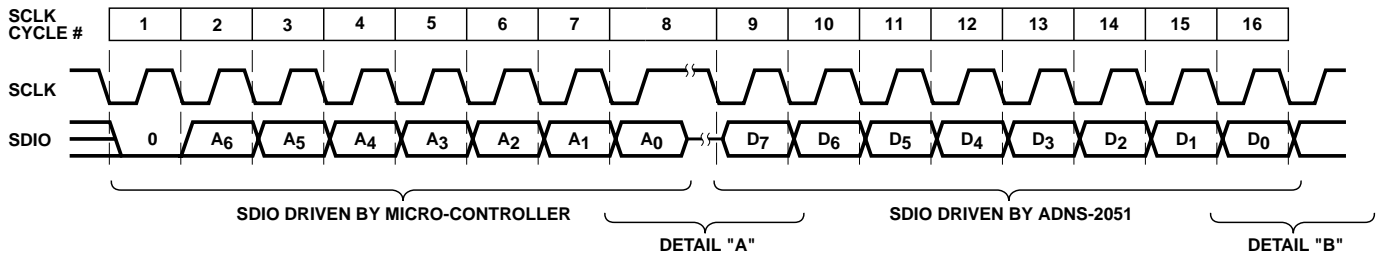 SCLK
CYCLE #
1 2 3 4 5 6 7 8 9 10 11 12 13 14 15 16
SCLK
SDIO
0 A6 A5 A4 A3 A2 A1 A0 D7 D6 D5 D4 D3 D2 D1 D0
SDIO DRIVEN BY MICRO-CONTROLLER
SDIO DRIVEN BY ADNS-2051
DETAIL "A"
DETAIL "B"